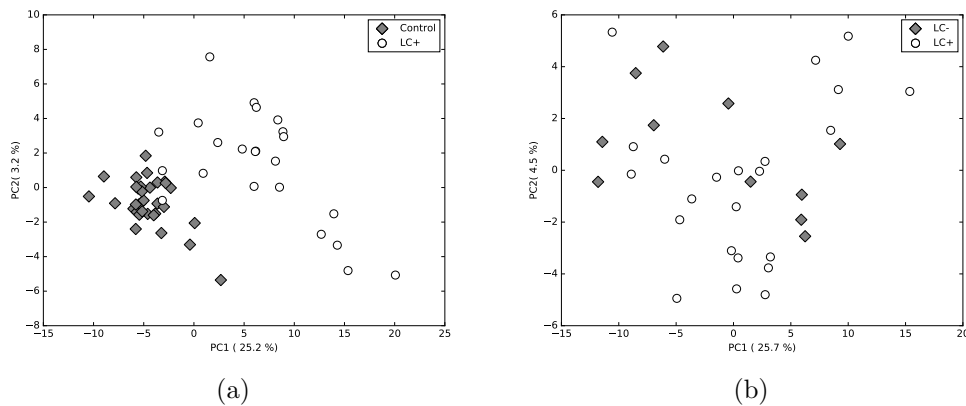 10
8
6
4
2
0
−2
−4
−6
−8
PC2( 3.2 %)
−15 −10 −5 0 5 10 15 20 25
PC1 ( 25.2 %)
Control
LC+
(a)
6
4
2
0
−2
−4
−6
PC2( 4.5 %)
−15 −10 −5 0 5 10 15 20
PC1 ( 25.7 %)
LC-
LC+
(b)